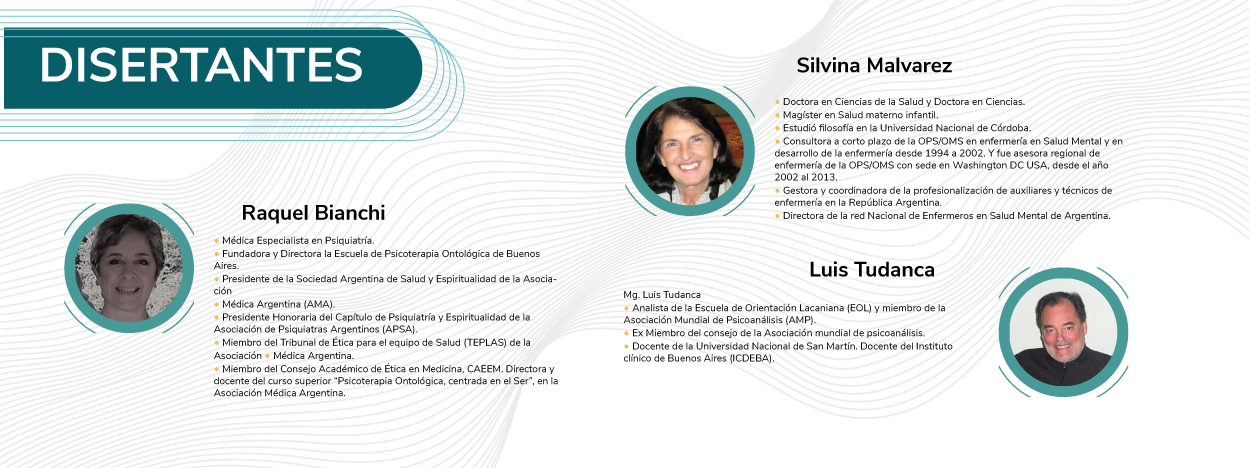 DISERTANTES
Raquel Bianchi
• Médica Especialista en Psiquiatría.
• Fundadora y Directora la Escuela de Psicoterapia Ontológica de Buenos
Aires.
• Presidente de la Sociedad Argentina de Salud y Espiritualidad de la Asocia-
ción
• Médica Argentina (AMA).
• Presidente Honoraria del Capítulo de Psiquiatría y Espiritualidad de la
Asociación de Psiquiatras Argentinos (APSA).
• Miembro del Tribunal de Ética para el equipo de Salud (TEPLAS) de la
Asociación • Médica Argentina.
• Miembro del Consejo Académico de Ética en Medicina, CAEEM. Directora y
docente del curso superior “Psicoterapia Ontológica, centrada en el Ser”, en la
Asociación Médica Argentina.
Silvina Malvarez
• Doctora en Ciencias de la Salud y Doctora en Ciencias.
• Magíster en Salud materno infantil.
• Estudió filosofía en la Universidad Nacional de Córdoba.
• Consultora a corto plazo de la OPS/OMS en enfermería en Salud Mental y en
desarrollo de la enfermería desde 1994 a 2002. Y fue asesora regional de
enfermería de la OPS/OMS con sede en Washington DC USA, desde el año
2002 al 2013.
• Gestora y coordinadora de la profesionalización de auxiliares y técnicos de
enfermería en la República Argentina.
• Directora de la red Nacional de Enfermeros en Salud Mental de Argentina.
Luis Tudanca
Mg. Luis Tudanca
• Analista de la Escuela de Orientación Lacaniana (EOL) y miembro de la
Asociación Mundial de Psicoanálisis (AMP).
• Ex Miembro del consejo de la Asociación mundial de psicoanálisis.
• Docente de la Universidad Nacional de San Martín. Docente del Instituto
clínico de Buenos Aires (ICDEBA).